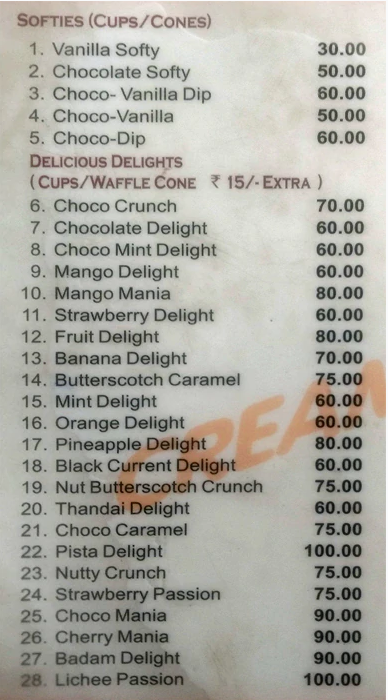 SOFTIES (CUPS/CONES)
1. Vanilla Softy 30.00
2. Chocolate Softy 50.00
3. Choco- Vanilla Dip 60.00
4. Choco-Vanilla 50.00
5. Choco-Dip 60.00
DELICIOUS DELIGHTS
(CUPS/WAFFLE CONE ₹ 15/- EXTRA )
6. Choco Crunch 70.00
7. Chocolate Delight 60.00
8. Choco Mint Delight 60.00
9. Mango Delight 60.00
10. Mango Mania 80.00
11. Strawberry Delight 60.00
12. Fruit Delight 80.00
13. Banana Delight 70.00
14. Butterscotch Caramel 75.00
15. Mint Delight 60.00
16. Orange Delight 60.00
17. Pineapple Delight 80.00
18. Black Current Delight 60.00
19. Nut Butterscotch Crunch 75.00
20. Thandai Delight 60.00
21. Choco Caramel 75.00
22. Pista Delight 100.00
23. Nutty Crunch 75.00
24. Strawberry Passion 75.00
25. Choco Mania 90.00
26. Cherry Mania 90.00
27. Badam Delight 90.00
28. Lichee Passion 100.00
CREAM